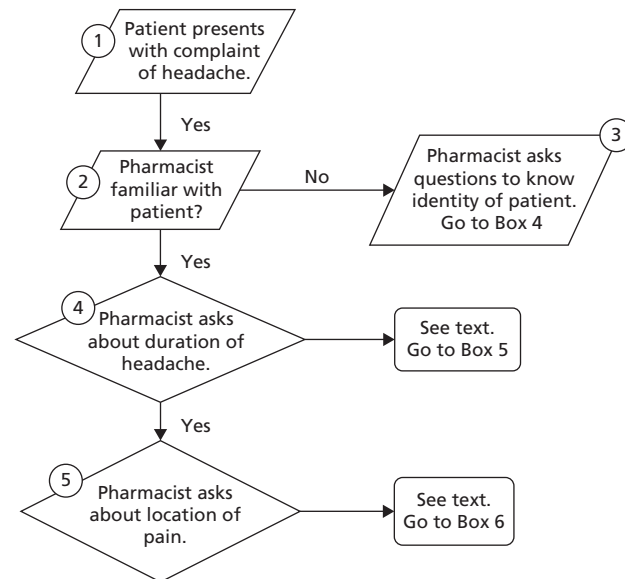 1
Patient presents
with complaint
of headache.
Yes
2
Pharmacist
familiar with
patient?
No
3
Pharmacist asks
questions to know
identity of patient.
Go to Box 4
Yes
4
Pharmacist asks
about duration of
headache.
See text.
Go to Box 5
Yes
5
Pharmacist asks
about location of
pain.
See text.
Go to Box 6